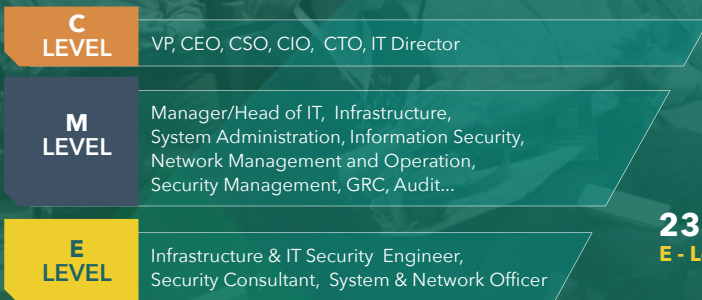 C
LEVEL
VP, CEO, CSO, CIO, CTO, IT Director
M
LEVEL
Manager/Head of IT, Infrastructure,
System Administration, Information Security,
Network Management and Operation,
Security Management, GRC, Audit...
E
LEVEL
Infrastructure & IT Security Engineer,
Security Consultant, System & Network Officer
23
E - L